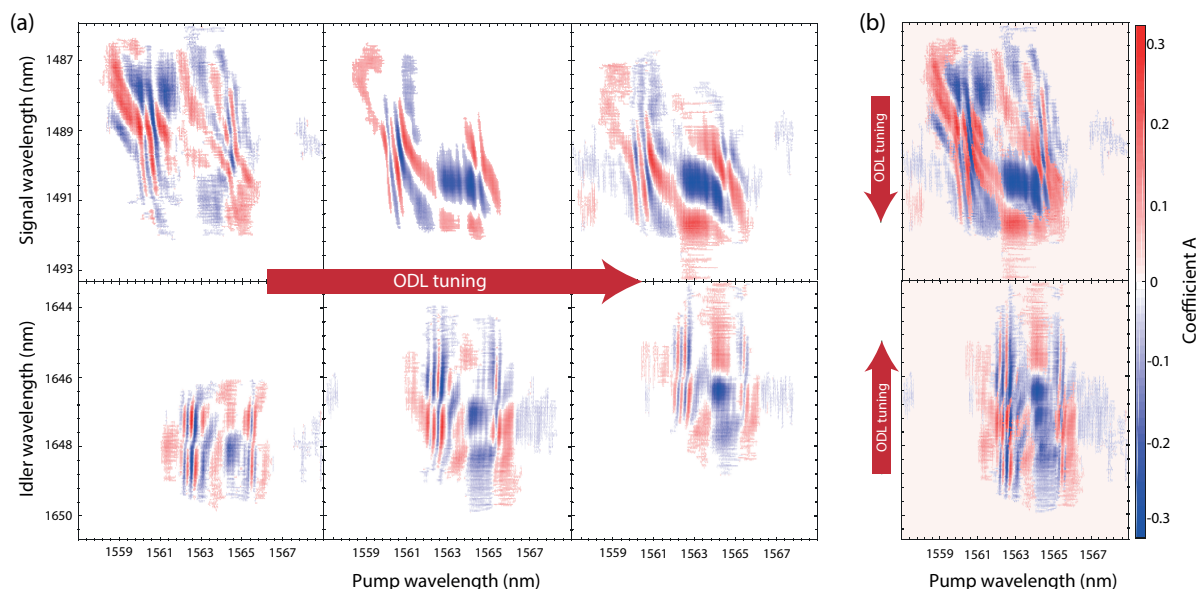 (a)
(b)
Signal wavelength (nm)
1487
1489
1491
1493
ODL tuning
ODL tuning
0.3
0.2
0.1
0
-0.1
-0.2
-0.3
Coefficient A
Idler wavelength (nm)
1644
1646
1648
1650
ODL tuning
1559 1561 1563 1565 1567
1559 1561 1563 1565 1567
1561 1563 1565 1567
1559 1561 1563 1565
Pump wavelength (nm)
Pump wavelength (nm)